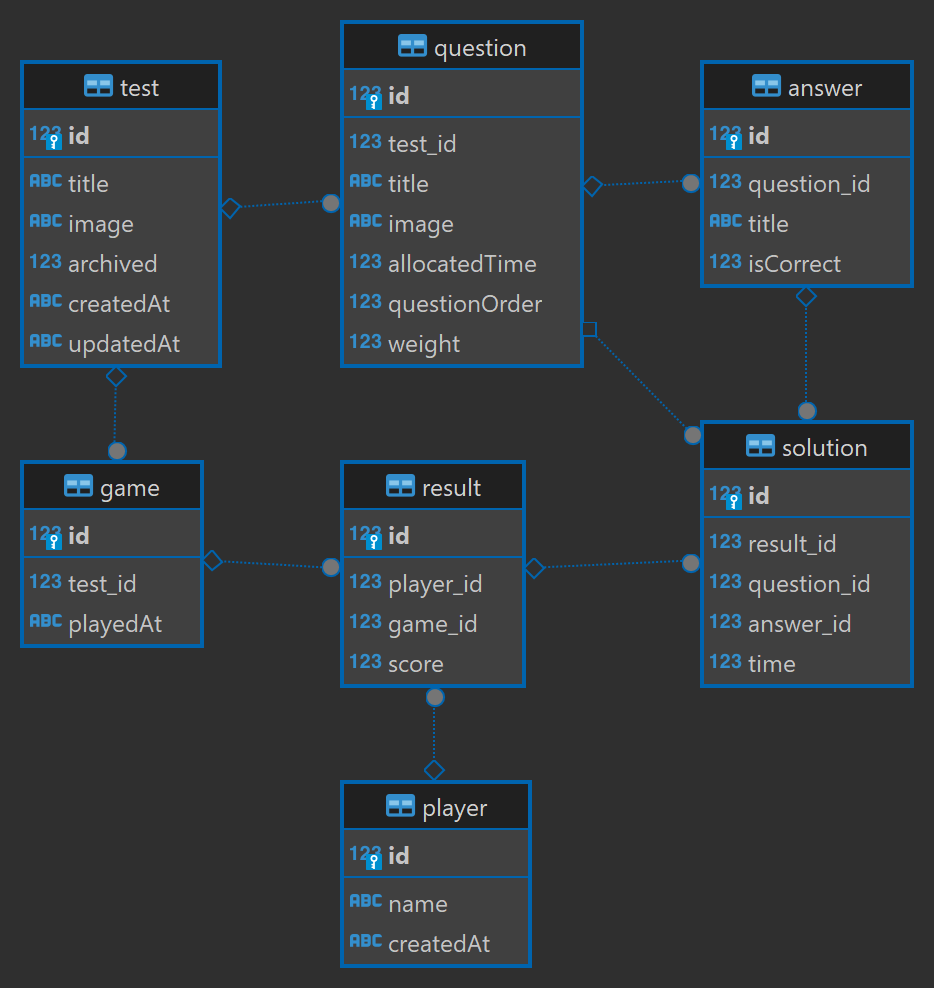 test
123 id
ABC title
ABC image
123 archived
ABC createdAt
ABC updatedAt
question
123 id
123 test_id
ABC title
ABC image
123 allocatedTime
123 questionOrder
123 weight
answer
123 id
123 question_id
ABC title
123 isCorrect
game
123 id
123 test_id
ABC playedAt
result
123 id
123 player_id
123 game_id
123 score
solution
123 id
123 result_id
123 question_id
123 answer_id
123 time
player
123 id
ABC name
ABC createdAt